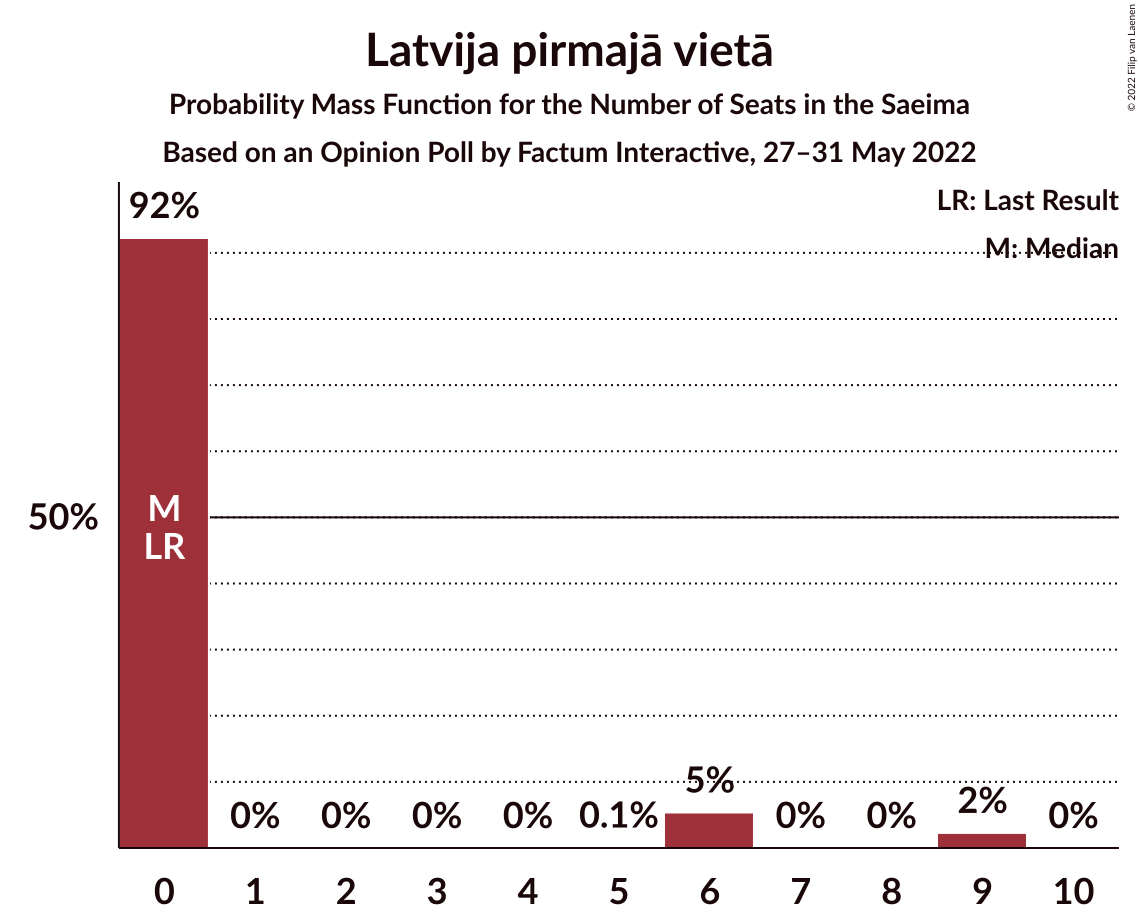 Latvija pirmajā vietā
Probability Mass Function for the Number of Seats in the Saeima
Based on an Opinion Poll by Factum Interactive, 27–31 May 2022
© 2022 Filip van Laenen
LR: Last Result
M: Median
92%
50%
M
LR
0% 0% 0% 0% 0.1% 5% 0% 0% 2% 0%
0 1 2 3 4 5 6 7 8 9 10